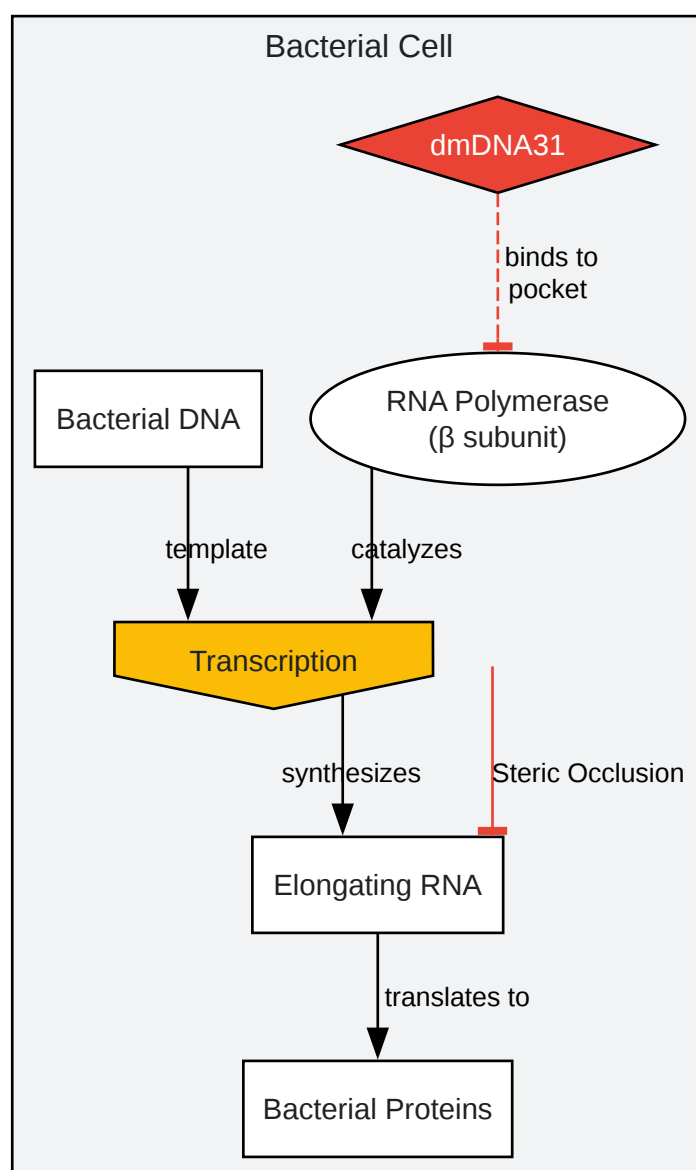 Bacterial Cell
dmDNA31
binds to
pocket
Bacterial DNA
RNA Polymerase
(β subunit)
template
catalyzes
Transcription
synthesizes
Steric Occlusion
Elongating RNA
translates to
Bacterial Proteins